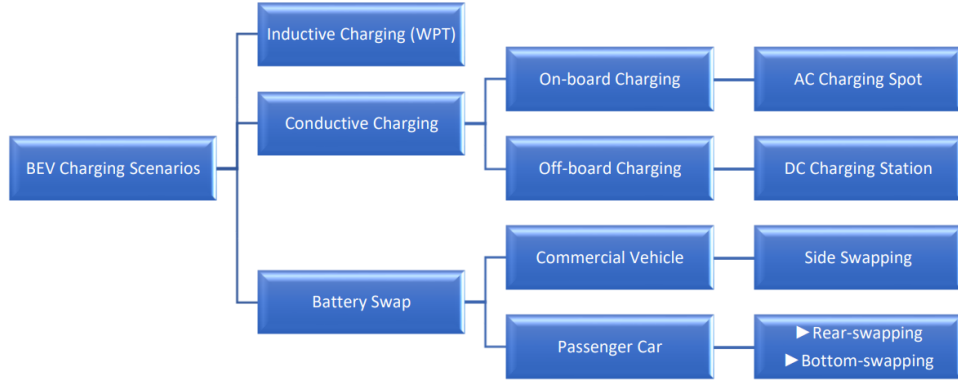 Inductive Charging (WPT)
On-board Charging
AC Charging Spot
Conductive Charging
BEV Charging Scenarios
Off-board Charging
DC Charging Station
Commercial Vehicle
Side Swapping
Battery Swap
Passenger Car
►Rear-swapping
►Bottom-swapping